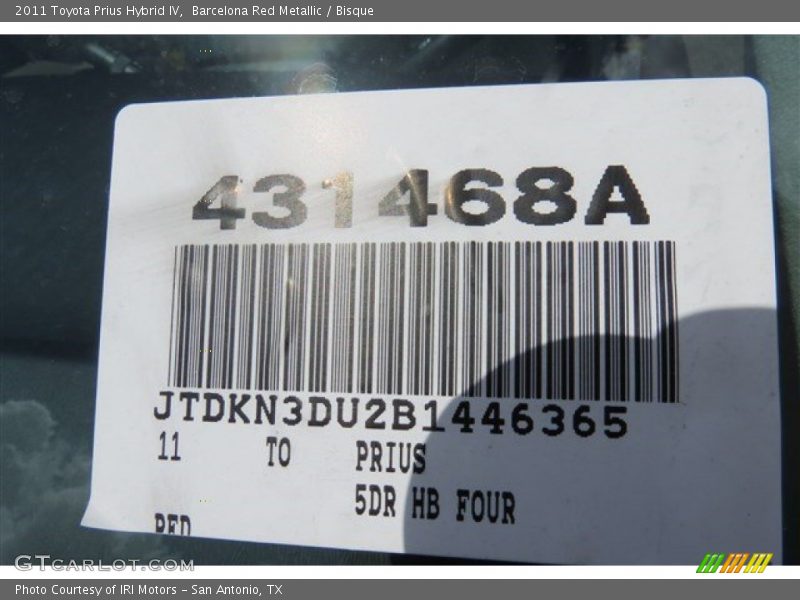 2011 Toyota Prius Hybrid IV,  Barcelona Red Metallic / Bisque
431468A
JTDKN3DU2B1446365
11 TO PRIUS
5DR HB FOUR
RED
GTCARLOT.COM
Photo Courtesy of IRI Motors – San Antonio, TX